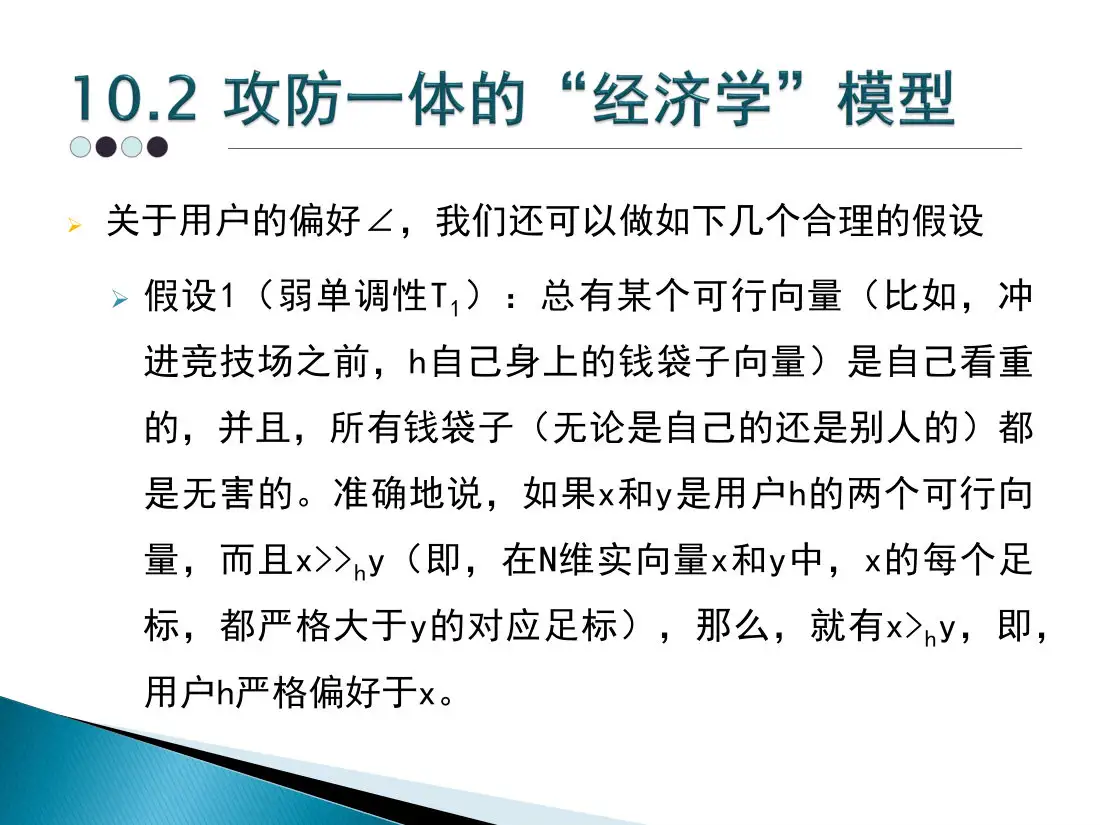 10.2 攻防一体的“经济学”模型
关于用户的偏好∠，我们还可以做如下几个合理的假设
假设1（弱单调性T₁）：总有某个可行向量（比如，冲
进竞技场之前，h自己身上的钱袋子向量）是自己看重
的，并且，所有钱袋子（无论是自己的还是别人的）都
是无害的。准确地说，如果x和y是用户h的两个可行向
量，而且x>>ₕy（即，在N维实向量x和y中，x的每个足
标，都严格大于y的对应足标），那么，就有x>ₕy，即，
用户h严格偏好于x。